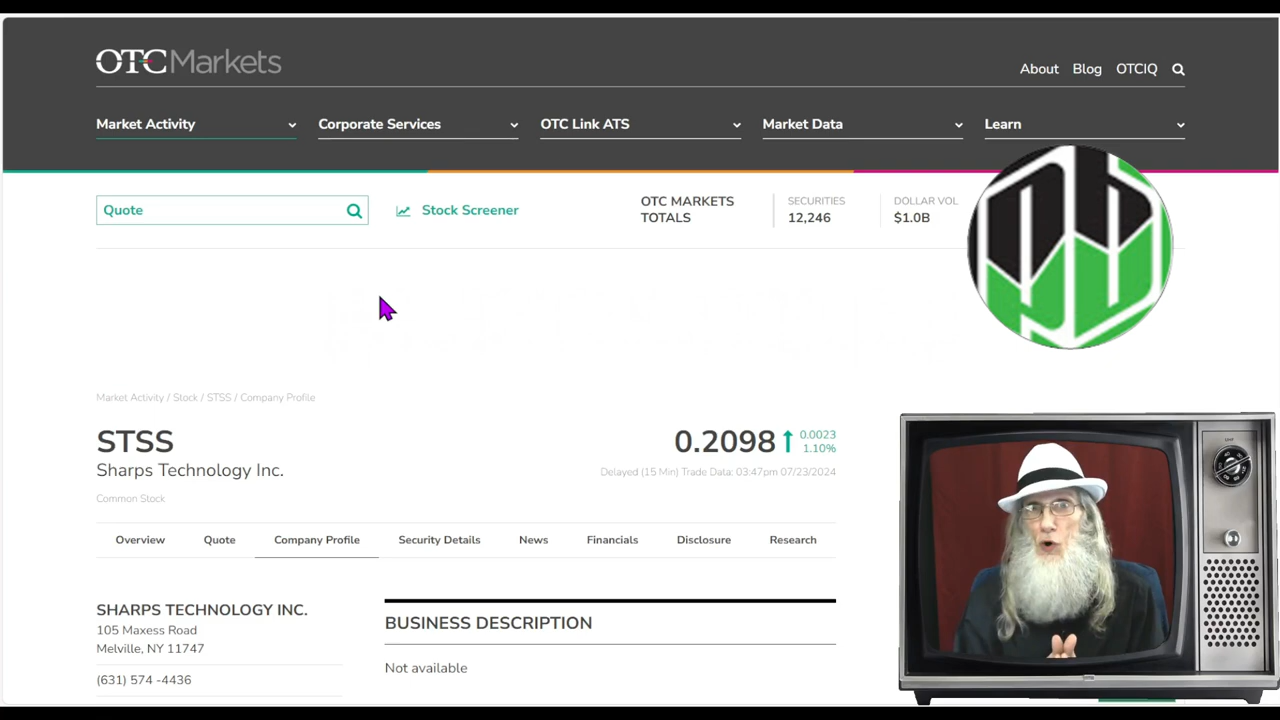 OTCMarkets
About Blog OTCIQ
Market Activity Corporate Services OTC Link ATS Market Data Learn
Quote Stock Screener
OTC MARKETS
TOTALS
SECURITIES
12,246
DOLLAR VOL
$1.0B
Market Activity / Stock / STSS / Company Profile
STSS
Sharps Technology Inc.
Common Stock
0.2098
0.0023
1.10%
Delayed (15 Min) Trade Data: 03:47pm 07/23/2024
Overview Quote Company Profile Security Details News Financials Disclosure Research
SHARPS TECHNOLOGY INC.
105 Maxess Road
Melville, NY 11747
(631) 574 -4436
BUSINESS DESCRIPTION
Not available